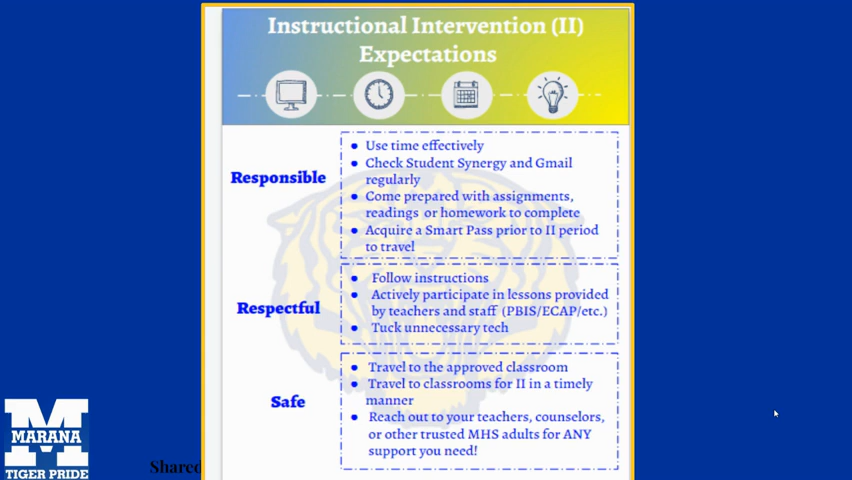 Instructional Intervention (II)
Expectations
Responsible
● Use time effectively
● Check Student Synergy and Gmail
regularly
● Come prepared with assignments,
readings or homework to complete
● Acquire a Smart Pass prior to II period
to travel
Respectful
● Follow instructions
● Actively participate in lessons provided
by teachers and staff (PBIS/ECAP/etc.)
● Tuck unnecessary tech
Safe
● Travel to the approved classroom
● Travel to classrooms for II in a timely
manner
● Reach out to your teachers, counselors,
or other trusted MHS adults for ANY
support you need!
M
MARANA
TIGER PRIDE
Shared